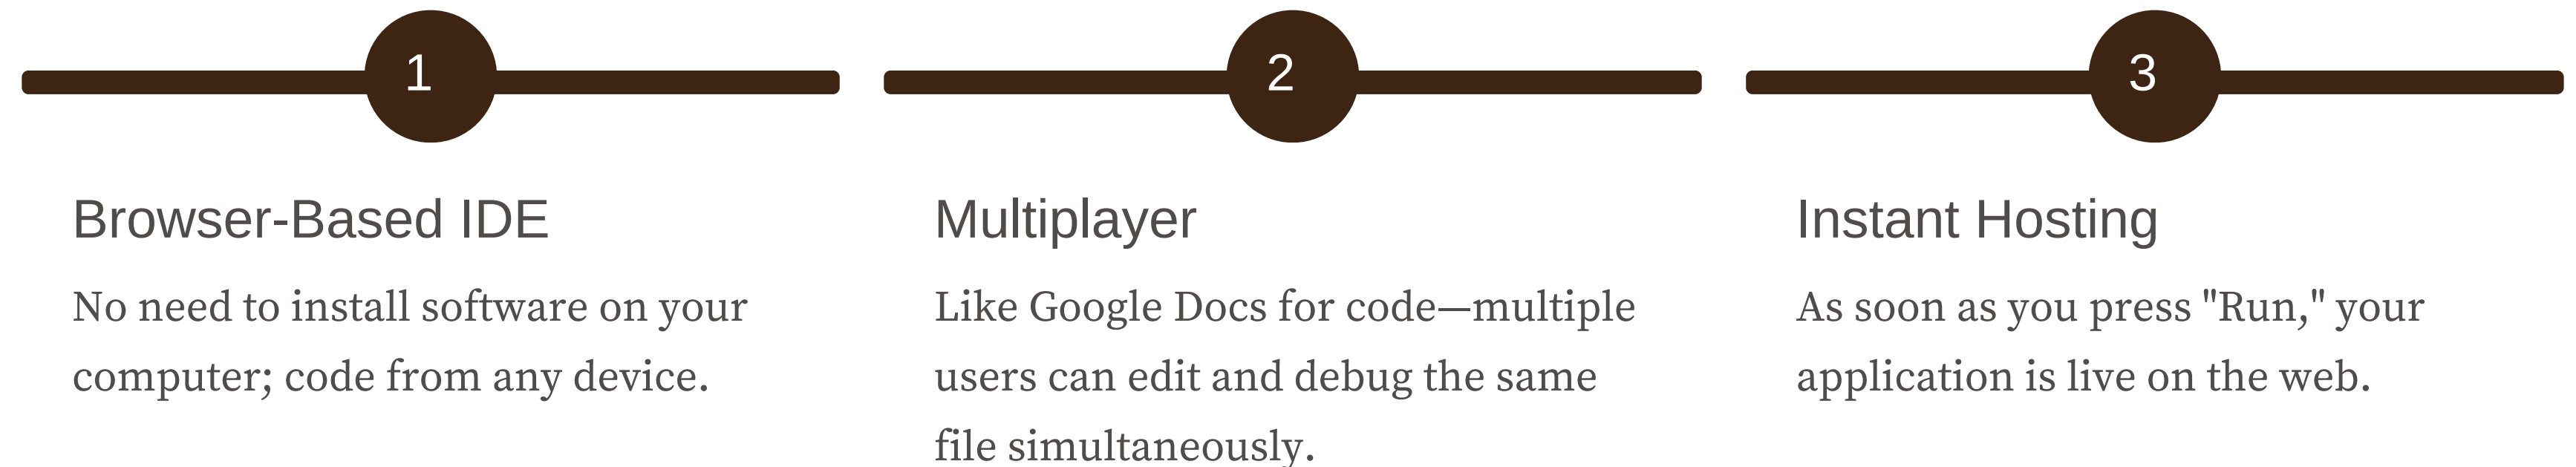 1
Browser-Based IDE
No need to install software on your
computer; code from any device.
2
Multiplayer
Like Google Docs for code—multiple
users can edit and debug the same
file simultaneously.
3
Instant Hosting
As soon as you press "Run," your
application is live on the web.